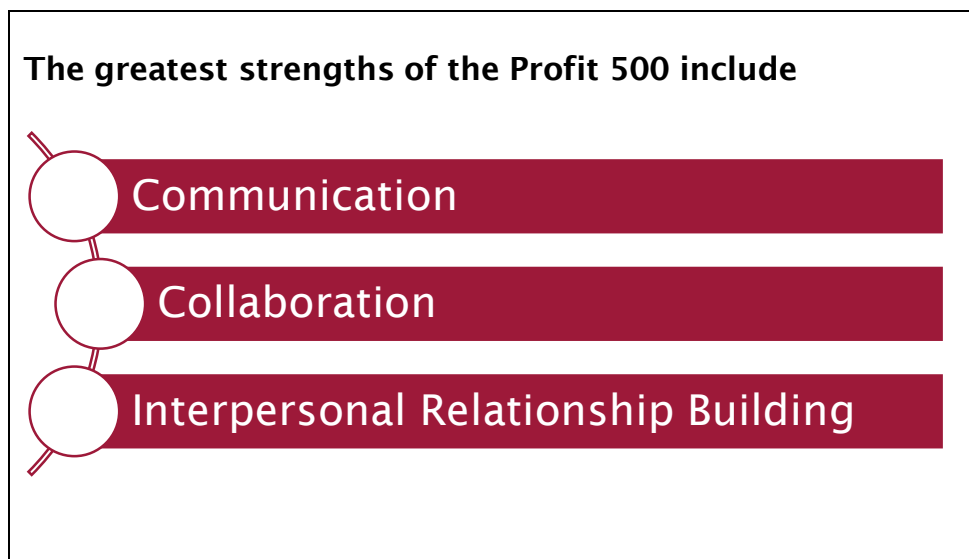 The greatest strengths of the Profit 500 include
Communication
Collaboration
Interpersonal Relationship Building